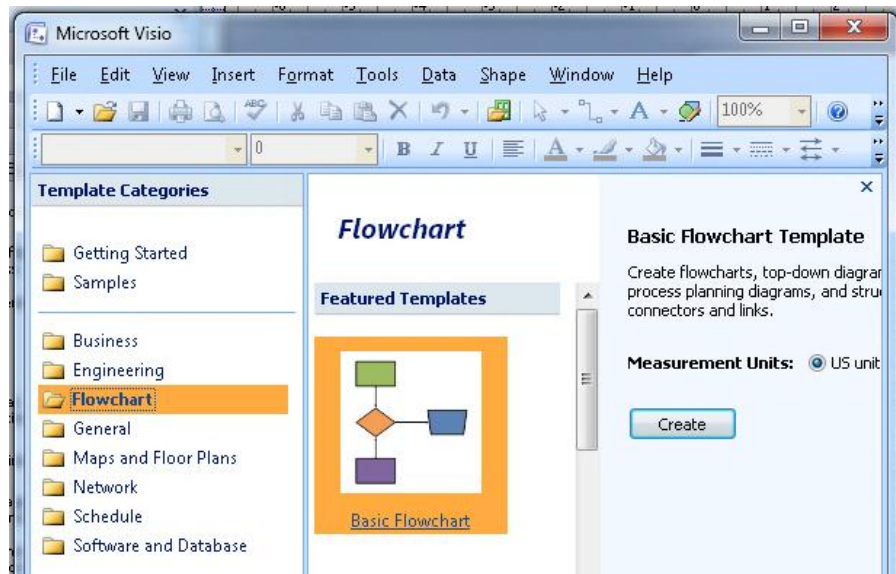 Microsoft Visio
File Edit View Insert Format Tools Data Shape Window Help
ABC A 100%
0 B I U A
Template Categories
Getting Started
Samples
Business
Engineering
Flowchart
General
Maps and Floor Plans
Network
Schedule
Software and Database
Flowchart
Featured Templates
Basic Flowchart
Basic Flowchart Template
Create flowcharts, top-down diagrar
process planning diagrams, and stru
connectors and links.
Measurement Units: US unit
Create